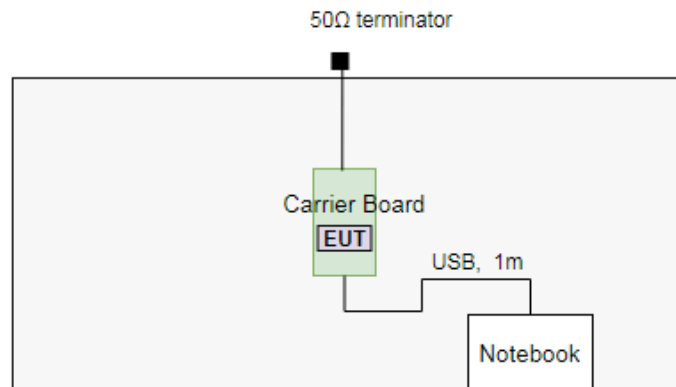 50Ω terminator
Carrier Board
EUT
USB, 1m
Notebook